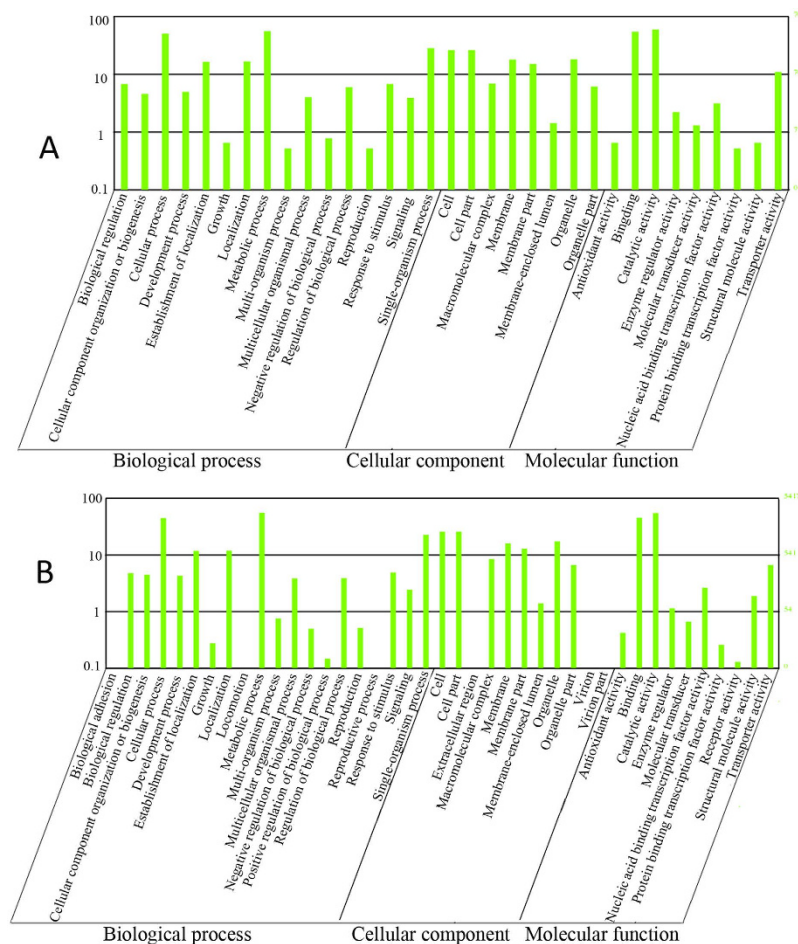 100
10
1
0.1
A
Biological regulation
Cellular component organization or biogenesis
Cellular process
Development process
Establishment of localization
Growth
Localization
Metabolic process
Multi-organism process
Multicellular organismal process
Negative regulation of biological process
Regulation of biological process
Reproduction
Response to stimulus
Signaling
Single-organism process
Cell
Cell part
Macromolecular complex
Membrane
Membrane part
Membrane-enclosed lumen
Organelle
Organelle part
Antioxidant activity
Bingding
Catalytic activity
Enzyme regulator activity
Molecular transducer activity
Nucleic acid binding transcription factor activity
Protein binding transcription factor activity
Structural molecule activity
Transporter activity
Biological process
Cellular component
Molecular function
100
10
1
0.1
B
541
54
Biological adhesion
Biological regulation
Cellular component organization or biogenesis
Cellular process
Development process
Establishment of localization
Growth
Localization
Locomotion
Metabolic process
Multi-organism process
Multicellular organismal process
Negative regulation of biological process
Positive regulation of biological process
Regulation of biological process
Reproduction
Reproductive process
Response to stimulus
Signaling
Single-organism process
Cell
Cell part
Extracellular region
Macromolecular complex
Membrane
Membrane part
Membrane-enclosed lumen
Organelle
Organelle part
Virion
Virion part
Antioxidant activity
Binding
Catalytic activity
Enzyme regulator
Molecular transducer
Nucleic acid binding transcription factor activity
Protein binding transcription factor activity
Receptor activity
Structural molecule activity
Transporter activity
Biological process
Cellular component
Molecular function